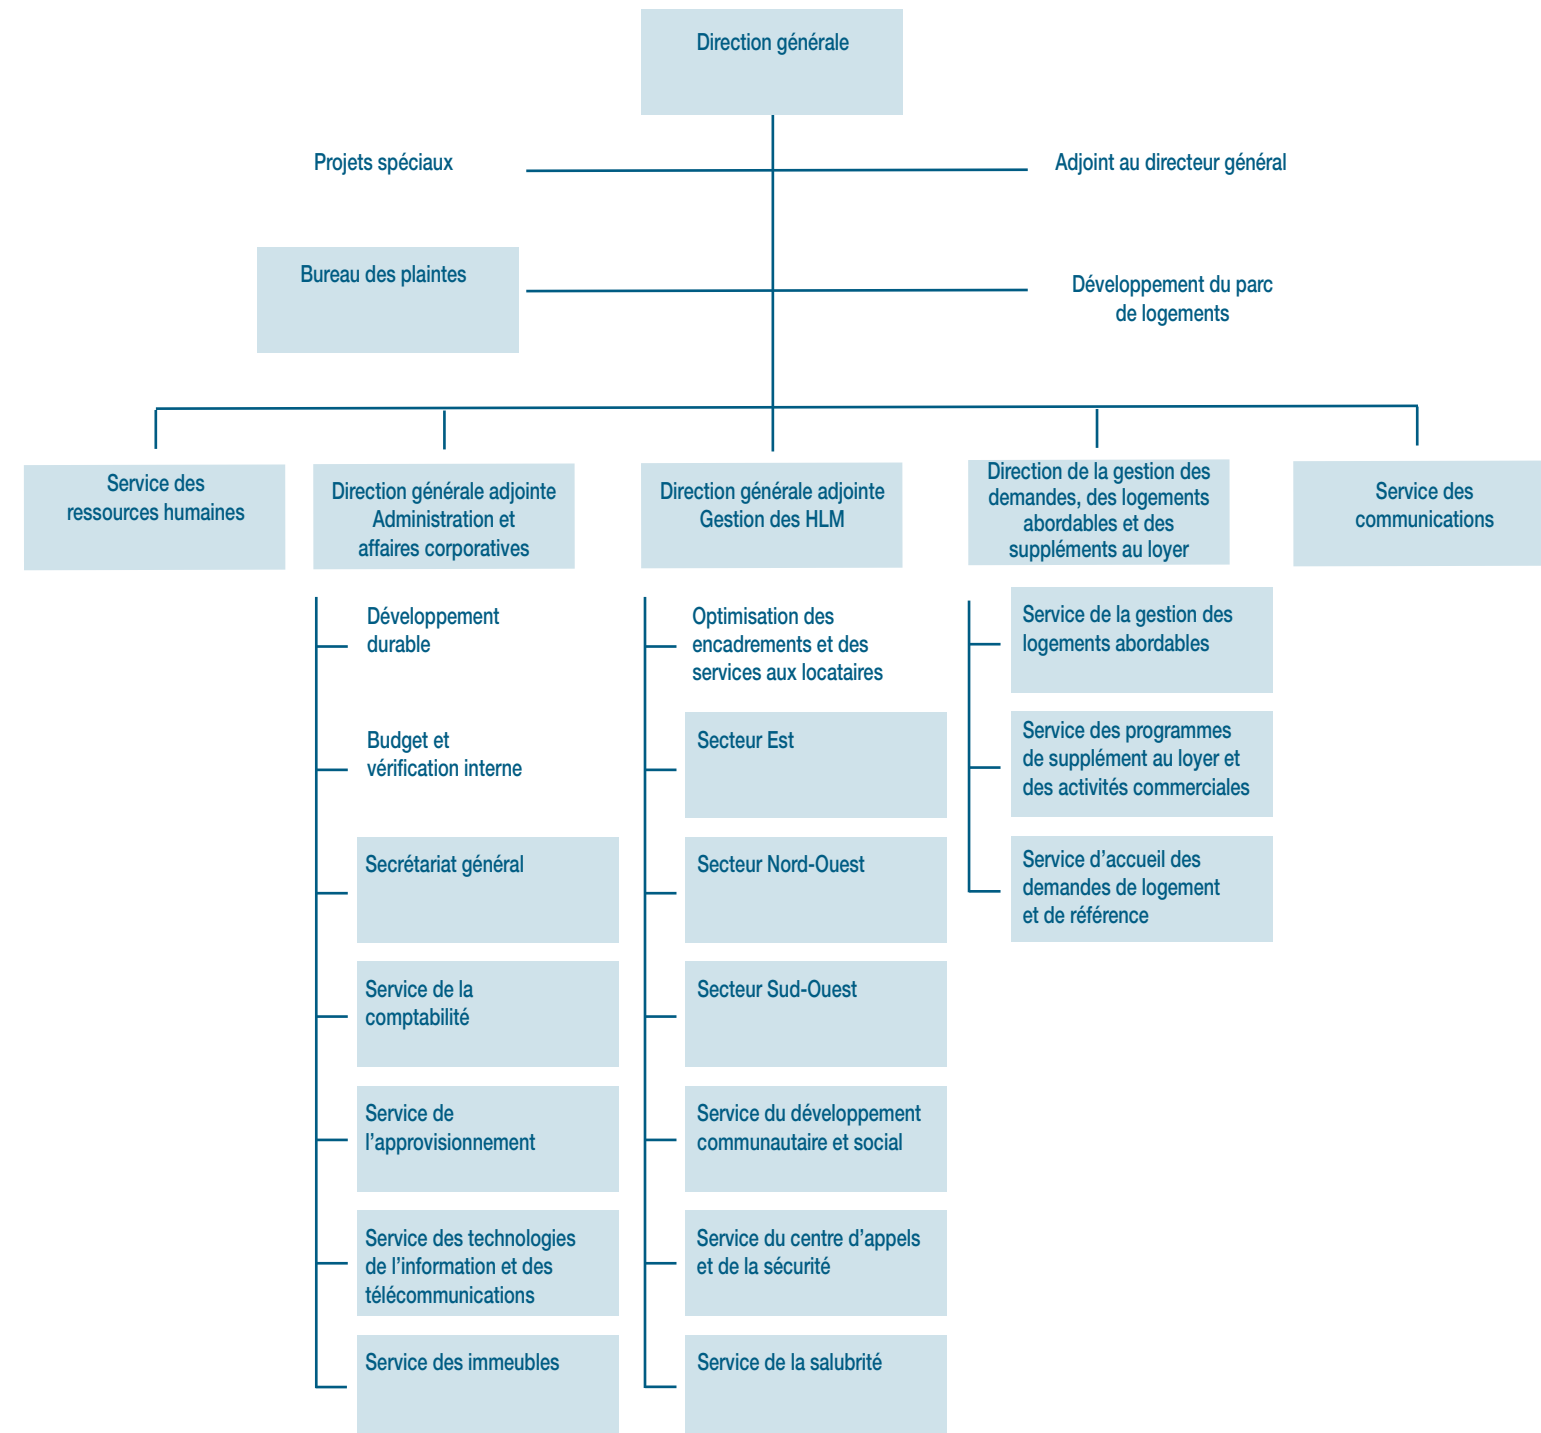 Direction générale
Projets spéciaux
Adjoint au directeur général
Bureau des plaintes
Développement du parc
de logements
Service des
ressources humaines
Direction générale adjointe
Administration et
affaires corporatives
Direction générale adjointe
Gestion des HLM
Direction de la gestion des
demandes, des logements
abordables et des
suppléments au loyer
Service des
communications
Développement
durable
Budget et
vérification interne
Secrétariat général
Service de la
comptabilité
Service de
l’approvisionnement
Service des technologies
de l’information et des
télécommunications
Service des immeubles
Optimisation des
encadrements et des
services aux locataires
Secteur Est
Secteur Nord-Ouest
Secteur Sud-Ouest
Service du développement
communautaire et social
Service du centre d’appels
et de la sécurité
Service de la salubrité
Service de la gestion des
logements abordables
Service des programmes
de supplément au loyer et
des activités commerciales
Service d’accueil des
demandes de logement
et de référence